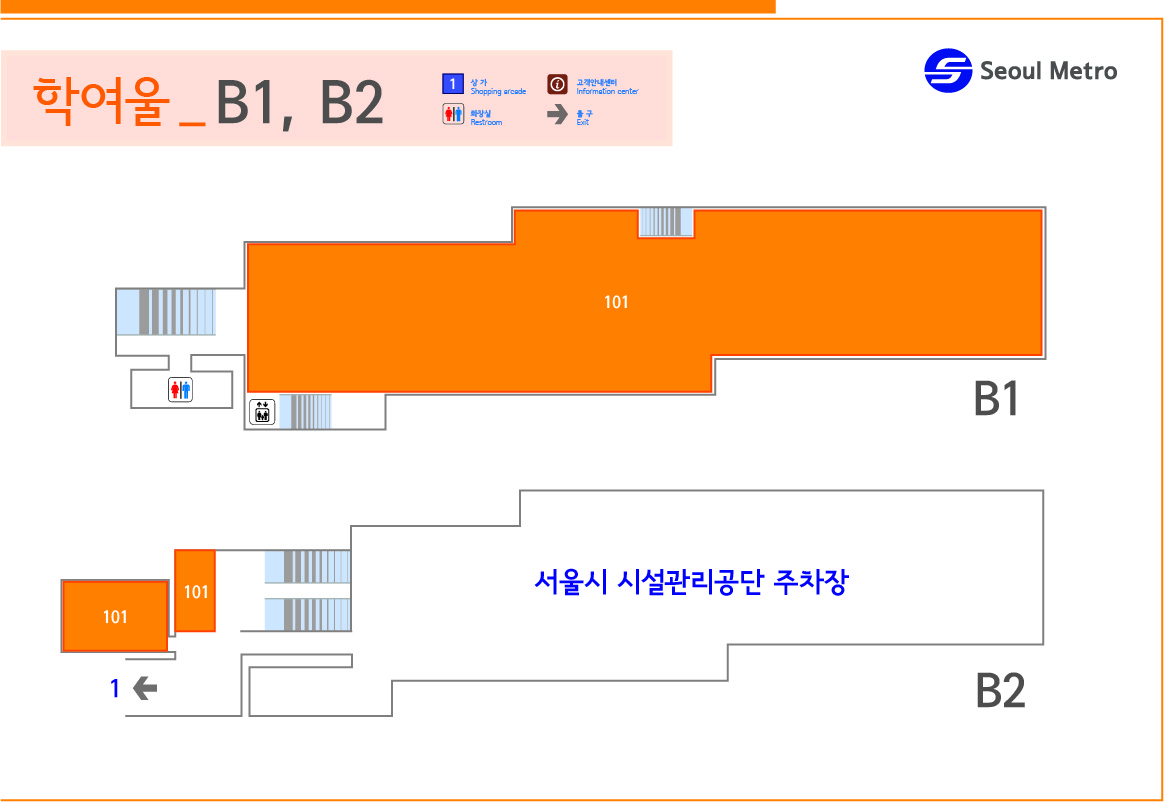 학여울 _ B1, B2
1 상 가
Shopping arcade
고객안내센터
Information center
화장실
Restroom
출 구
Exit
Seoul Metro
101
B1
서울시 시설관리공단 주차장
101
101
1
B2